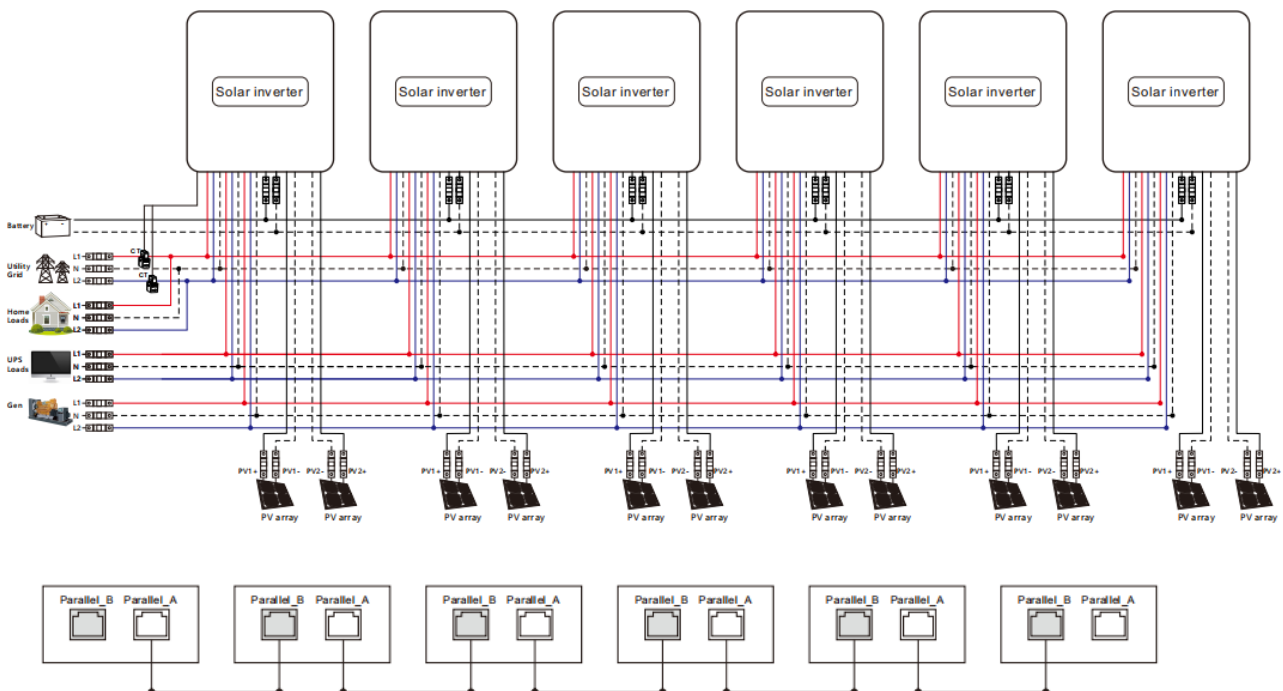 Solar inverter Solar inverter Solar inverter Solar inverter Solar inverter Solar inverter
Battery
CT
Utility
Grid
L1
N
L2
CT
Home
Loads
L1
N
L2
UPS
Loads
L1
N
L2
Gen
L1
N
L2
PV1+ PV1- PV2- PV2+ PV1+ PV1- PV2- PV2+ PV1+ PV1- PV2- PV2+ PV1+ PV1- PV2- PV2+ PV1+ PV1- PV2- PV2+ PV1+ PV1- PV2- PV2+
PV array PV array PV array PV array PV array PV array PV array PV array PV array PV array PV array PV array
Parallel_B Parallel_A Parallel_B Parallel_A Parallel_B Parallel_A Parallel_B Parallel_A Parallel_B Parallel_A Parallel_B Parallel_A